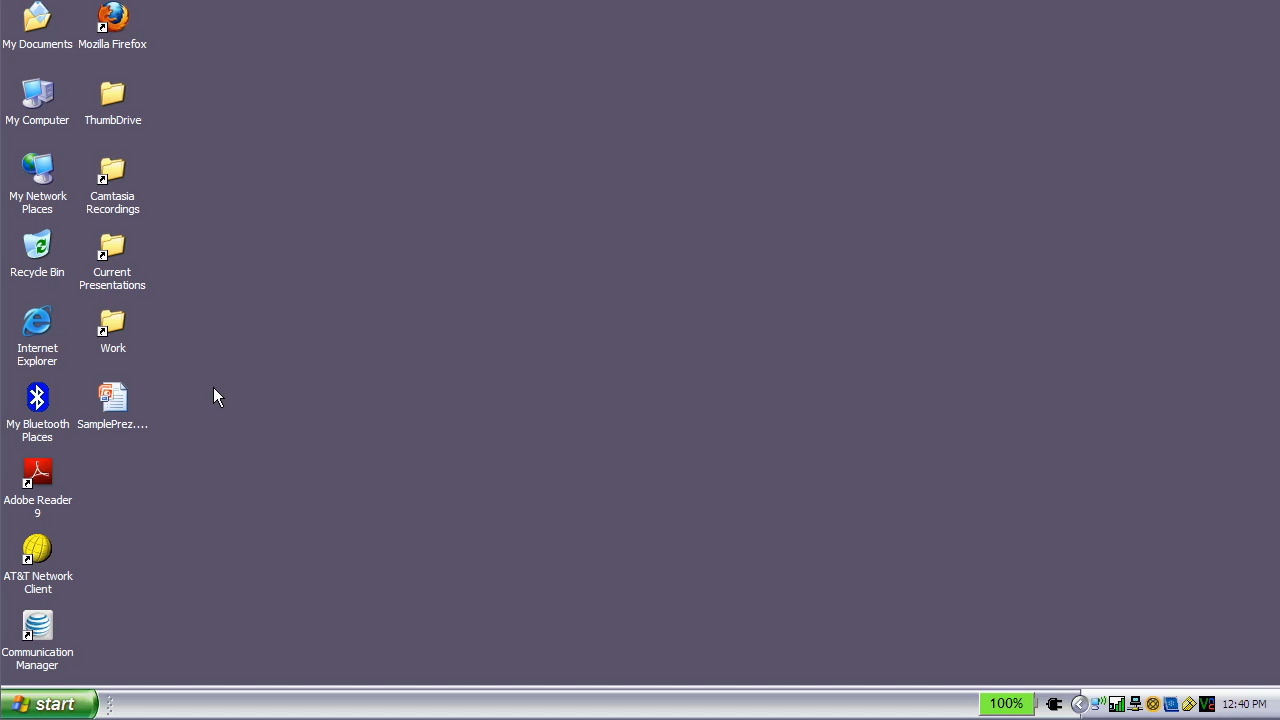 My Documents
Mozilla Firefox
My Computer
ThumbDrive
My Network
Places
Camtasia
Recordings
Recycle Bin
Current
Presentations
Internet
Explorer
Work
My Bluetooth
Places
SamplePrez....
Adobe Reader
9
AT&T Network
Client
Communication
Manager
start
100%
12:40 PM